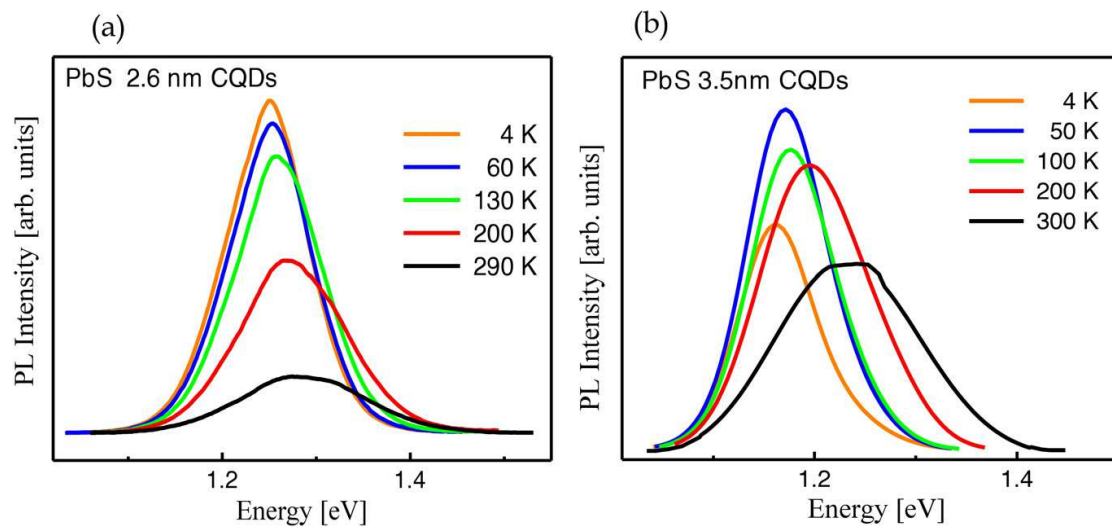 (a)
PbS 2.6 nm CQDs
4 K
60 K
130 K
200 K
290 K
PL Intensity [arb. units]
1.2
1.4
Energy [eV]
(b)
PbS 3.5nm CQDs
4 K
50 K
100 K
200 K
300 K
PL Intensity [arb. units]
1.2
1.4
Energy [eV]